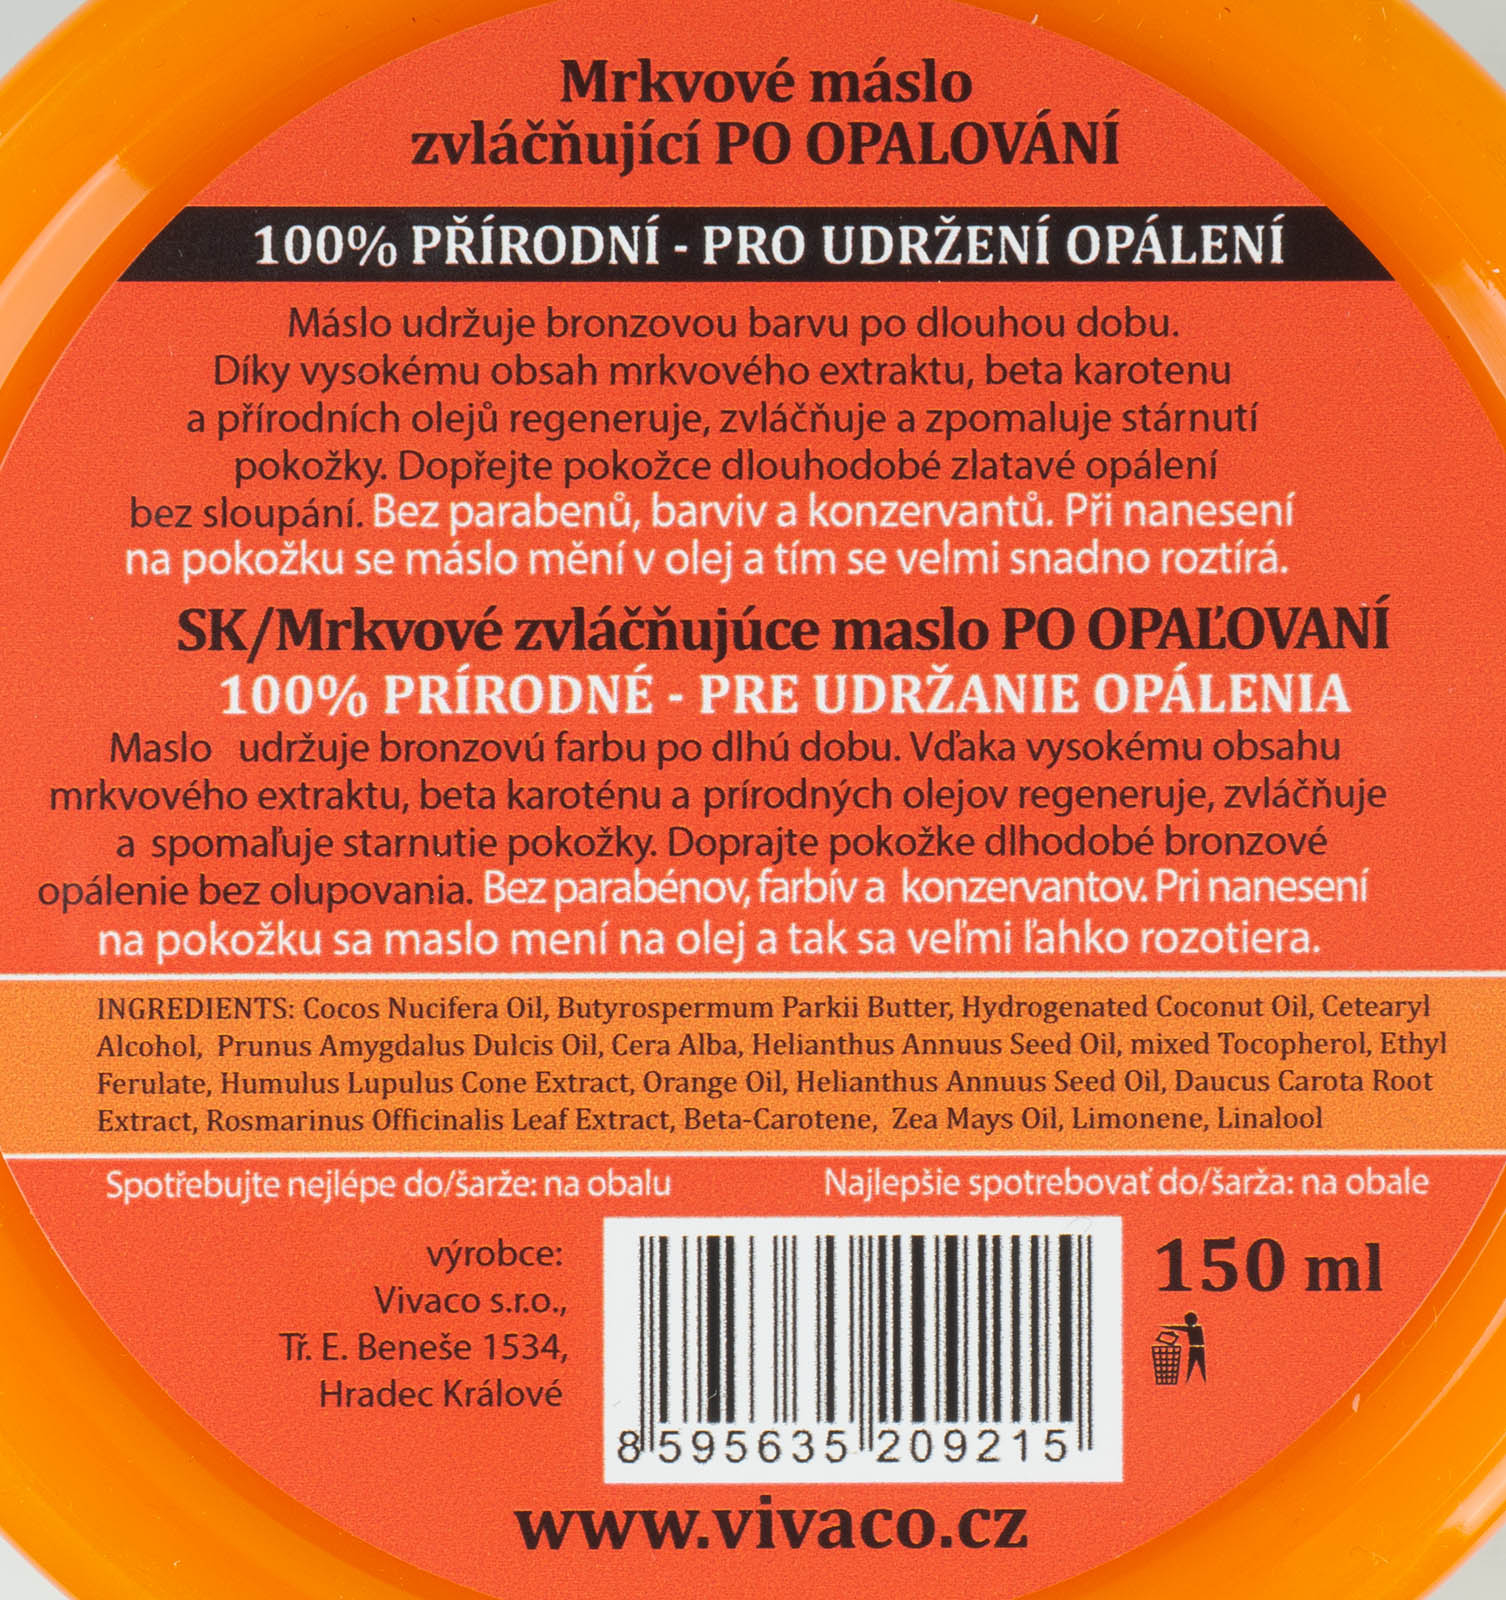 Mrkvové máslo
zvláčňující PO OPALOVÁNÍ
100% PŘÍRODNÍ - PRO UDRŽENÍ OPÁLENÍ
Máslo udržuje bronzovou barvu po dlouhou dobu.
Díky vysokému obsah mrkvového extraktu, beta karotenu
a přírodních olejů regeneruje, zvláčňuje a zpomaluje stárnutí
pokožky. Dopřejte pokožce dlouhodobé zlatavé opálení
bez sloupání. Bez parabenů, barviv a konzervantů. Při nanesení
na pokožku se máslo mění v olej a tím se velmi snadno roztírá.
SK/Mrkvové zvláčňujúce maslo PO OPAĽOVANÍ
100% PRÍRODNÉ - PRE UDRŽANIE OPÁLENIA
Maslo udržuje bronzovú farbu po dlhú dobu. Vďaka vysokému obsahu
mrkvového extraktu, beta karoténu a prírodných olejov regeneruje, zvláčňuje
a spomaľuje starnutie pokožky. Doprajte pokožke dlhodobé bronzové
opálenie bez olupovania. Bez parabénov, farbív a konzervantov. Pri nanesení
na pokožku sa maslo mení na olej a tak sa veľmi ľahko rozotiera.
INGREDIENTS: Cocos Nucifera Oil, Butyrospermum Parkii Butter, Hydrogenated Coconut Oil, Cetearyl
Alcohol, Prunus Amygdalus Dulcis Oil, Cera Alba, Helianthus Annuus Seed Oil, mixed Tocopherol, Ethyl
Ferulate, Humulus Lupulus Cone Extract, Orange Oil, Helianthus Annuus Seed Oil, Daucus Carota Root
Extract, Rosmarinus Officinalis Leaf Extract, Beta-Carotene, Zea Mays Oil, Limonene, Linalool
Spotřebujte nejlépe do/šarže: na obalu
Najlepšie spotrebovať do/šarža: na obale
výrobce:
Vivaco s.r.o.,
Tř. E. Beneše 1534,
Hradec Králové
8 595635 209215
150 ml
www.vivaco.cz